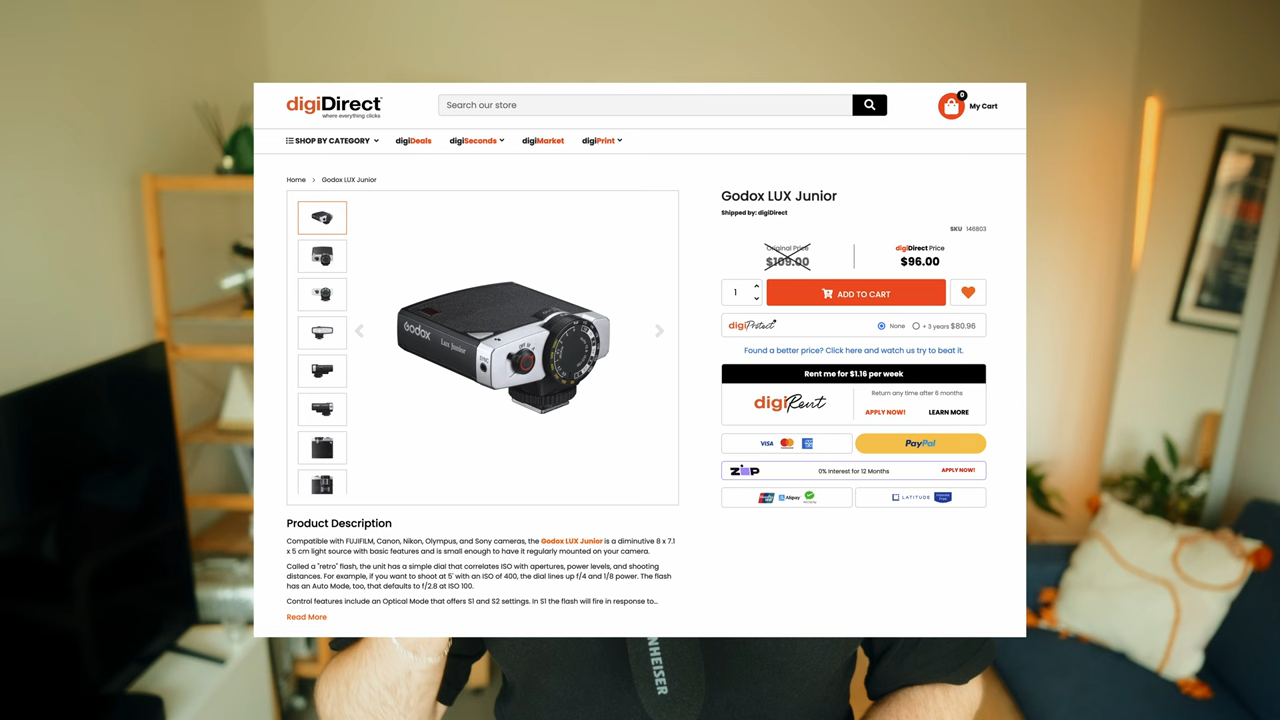 digiDirect
where everything clicks
Search our store
0
My Cart
SHOP BY CATEGORY
digiDeals
digiSeconds
digiMarket
digiPrint
Home > Godox LUX Junior
Godox LUX Junior
Shipped by: digiDirect
SKU 146803
Original Price
$109.00
digiDirect Price
$96.00
1
ADD TO CART
digiProtect
None
+ 3 years $80.96
Found a better price? Click here and watch us try to beat it.
Rent me for $1.16 per week
digiRent
Return any time after 6 months
APPLY NOW!
LEARN MORE
VISA
PayPal
ZIP
0% Interest for 12 Months
APPLY NOW!
Alipay
LATITUDE
Godox
Lux Junior
SYNC
Product Description
Compatible with FUJIFILM, Canon, Nikon, Olympus, and Sony cameras, the Godox LUX Junior is a diminutive 8 x 7.1
x 5 cm light source with basic features and is small enough to have it regularly mounted on your camera.
Called a "retro" flash, the unit has a simple dial that correlates ISO with apertures, power levels, and shooting
distances. For example, if you want to shoot at 5' with an ISO of 400, the dial lines up f/4 and 1/8 power. The flash
has an Auto Mode, too, that defaults to f/2.8 at ISO 100.
Control features include an Optical Mode that offers S1 and S2 settings. In S1 the flash will fire in response to...
Read More
NHEISER